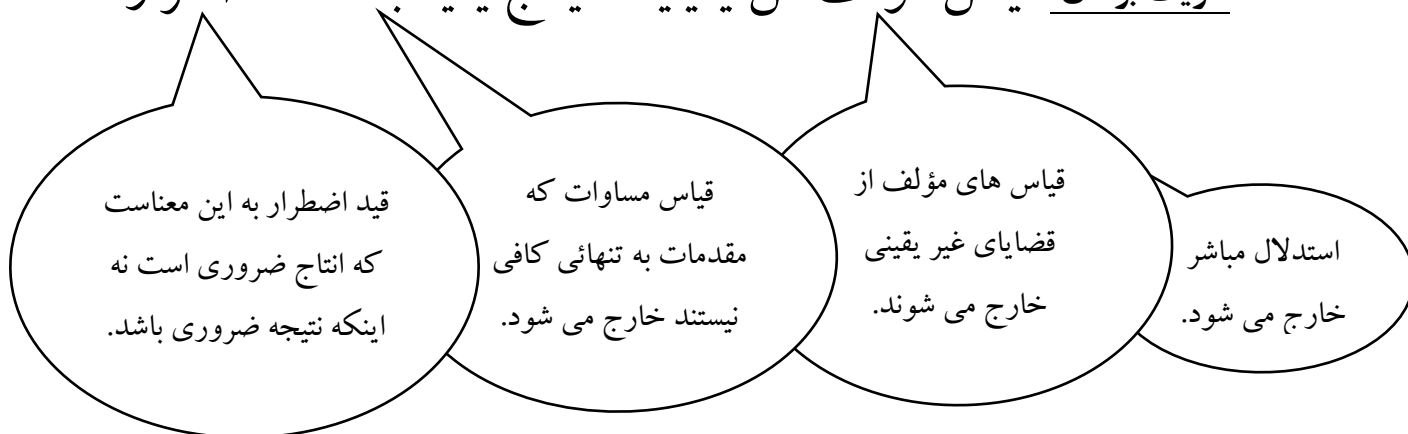 استدلال مباشر
خارج می شود.
قیاس های مؤلف از
قضایای غیر یقینی
خارج می شوند.
قیاس مساوات که
مقدمات به تنهائی کافی
نیستند خارج می شود.
قید اضطرار به این معناست
که انتاج ضروری است نه
اینکه نتیجه ضروری باشد.